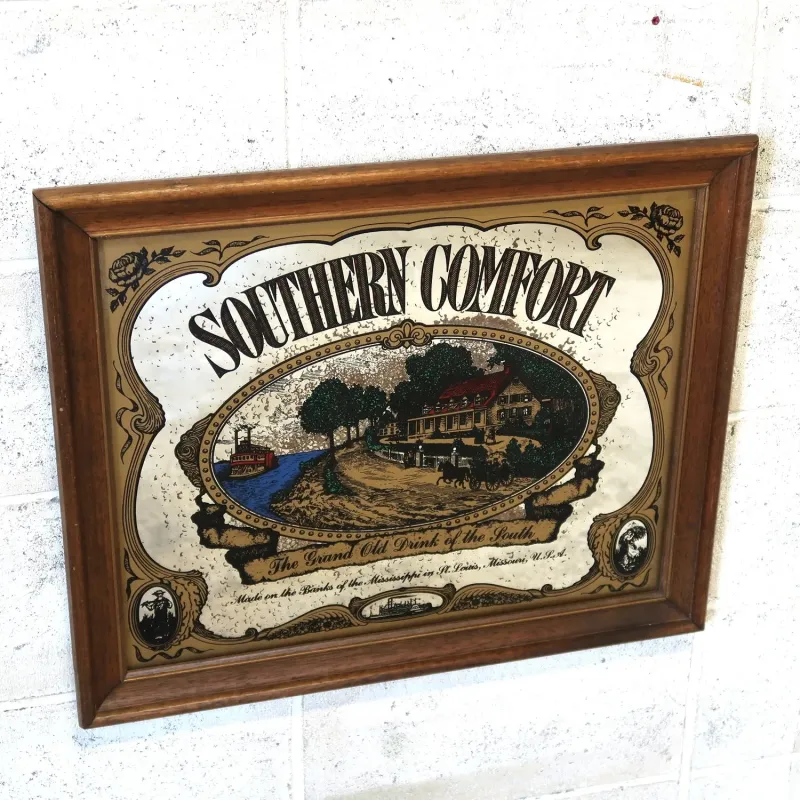 SOUTHERN COMFORT
The Grand Old Drink of the South
Made on the Banks of the Mississippi in St. Louis, Missouri, U.S.A.